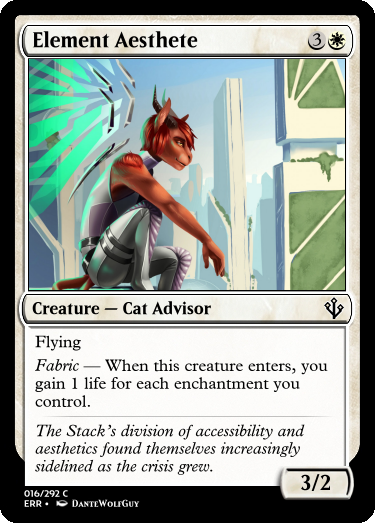 Element Aesthete 3
Creature — Cat Advisor
Flying
Fabric — When this creature enters, you
gain 1 life for each enchantment you
control.
The Stack's division of accessibility and
aesthetics found themselves increasingly
sidelined as the crisis grew.
3/2
016/292 C
ERR • DanteWolfGuy